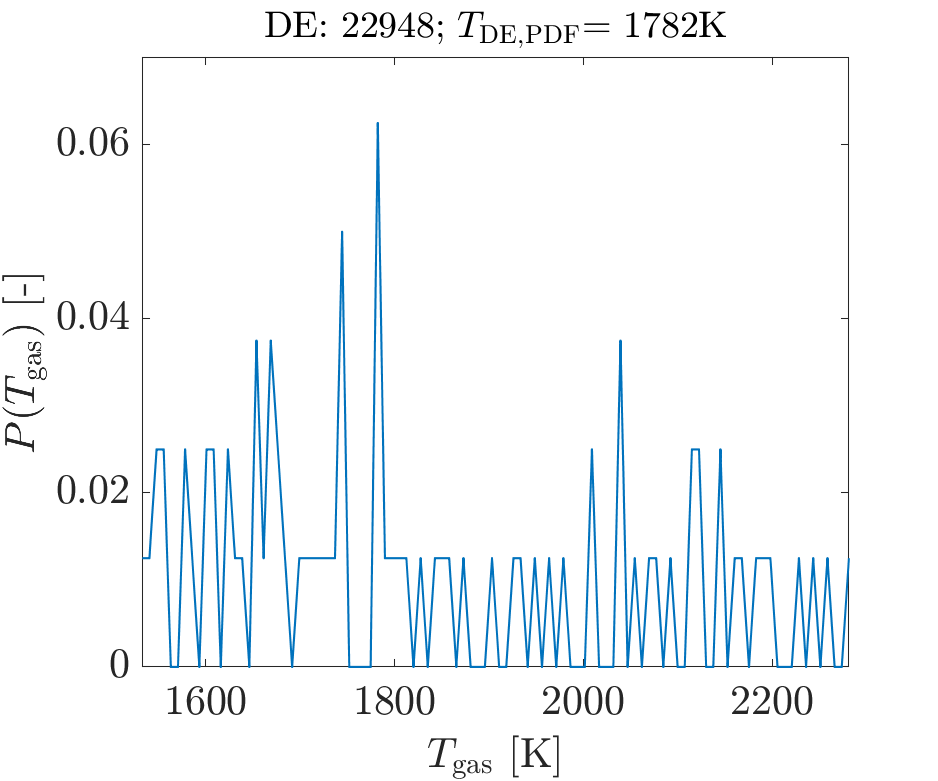 DE: 22948; T_DE,PDF= 1782K
P(T_gas) [-]
0.06
0.04
0.02
0
1600 1800 2000 2200
T_gas [K]